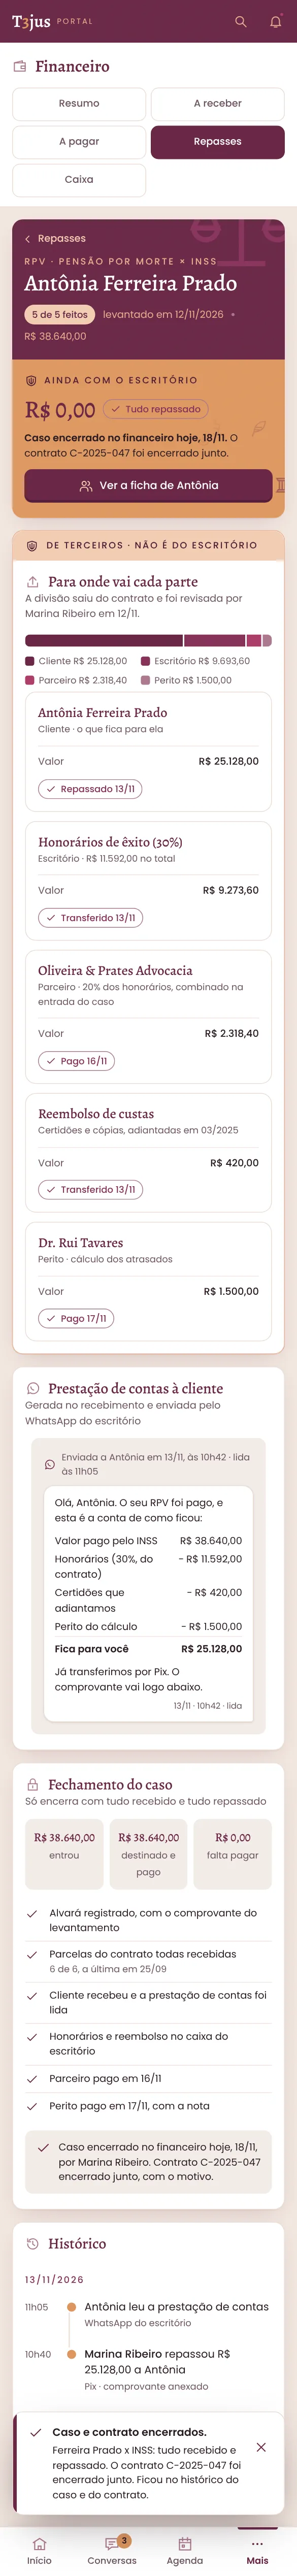 T3jus PORTAL
Financeiro
Resumo
A receber
A pagar
Repasses
Caixa
Repasses
RPV · PENSÃO POR MORTE × INSS
Antônia Ferreira Prado
5 de 5 feitos
levantado em 12/11/2026
R$ 38.640,00
AINDA COM O ESCRITÓRIO
R$ 0,00
Tudo repassado
Caso encerrado no financeiro hoje, 18/11. O
contrato C-2025-047 foi encerrado junto.
Ver a ficha de Antônia
DE TERCEIROS · NÃO É DO ESCRITÓRIO
Para onde vai cada parte
A divisão saiu do contrato e foi revisada por
Marina Ribeiro em 12/11.
Cliente R$ 25.128,00
Escritório R$ 9.693,60
Parceiro R$ 2.318,40
Perito R$ 1.500,00
Antônia Ferreira Prado
Cliente · o que fica para ela
Valor R$ 25.128,00
Repassado 13/11
Honorários de êxito (30%)
Escritório · R$ 11.592,00 no total
Valor R$ 9.273,60
Transferido 13/11
Oliveira & Prates Advocacia
Parceiro · 20% dos honorários, combinado na
entrada do caso
Valor R$ 2.318,40
Pago 16/11
Reembolso de custas
Certidões e cópias, adiantadas em 03/2025
Valor R$ 420,00
Transferido 13/11
Dr. Rui Tavares
Perito · cálculo dos atrasados
Valor R$ 1.500,00
Pago 17/11
Prestação de contas à cliente
Gerada no recebimento e enviada pelo
WhatsApp do escritório
Enviada a Antônia em 13/11, às 10h42 · lida
às 11h05
Olá, Antônia. O seu RPV foi pago, e
esta é a conta de como ficou:
Valor pago pelo INSS R$ 38.640,00
Honorários (30%, do - R$ 11.592,00
contrato)
Certidões que - R$ 420,00
adiantamos
Perito do cálculo - R$ 1.500,00
Fica para você R$ 25.128,00
Já transferimos por Pix. O
comprovante vai logo abaixo.
13/11 · 10h42 · lida
Fechamento do caso
Só encerra com tudo recebido e tudo repassado
R$ 38.640,00
entrou
R$ 38.640,00
destinado e
pago
R$ 0,00
falta pagar
Alvará registrado, com o comprovante do
levantamento
Parcelas do contrato todas recebidas
6 de 6, a última em 25/09
Cliente recebeu e a prestação de contas foi
lida
Honorários e reembolso no caixa do
escritório
Parceiro pago em 16/11
Perito pago em 17/11, com a nota
Caso encerrado no financeiro hoje, 18/11,
por Marina Ribeiro. Contrato C-2025-047
encerrado junto, com o motivo.
Histórico
13/11/2026
11h05 Antônia leu a prestação de contas
WhatsApp do escritório
10h40 Marina Ribeiro repassou R$
25.128,00 a Antônia
Pix · comprovante anexado
Caso e contrato encerrados.
Ferreira Prado x INSS: tudo recebido e
repassado. O contrato C-2025-047 foi
encerrado junto. Ficou no histórico do
caso e do contrato.
3
Início
Conversas
Agenda
Mais